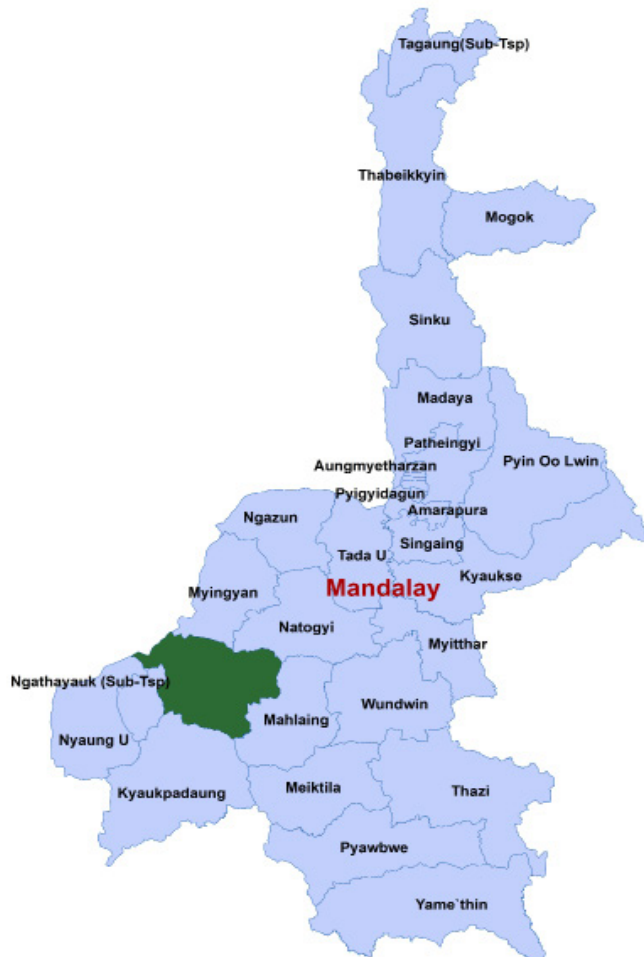 Tagaung(Sub-Tsp)
Thabeikkyin
Mogok
Sinku
Madaya
Patheingyi
Pyin Oo Lwin
Aungmyetharzan
Pyigyidagun
Amarapura
Ngazun
Singaing
Tada U
Kyaukse
Mandalay
Myingyan
Natogyi
Myitthar
Ngathayauk (Sub-Tsp)
Wundwin
Mahlaing
Nyaung U
Kyaukpadaung
Meiktila
Thazi
Pyawbwe
Yame`thin